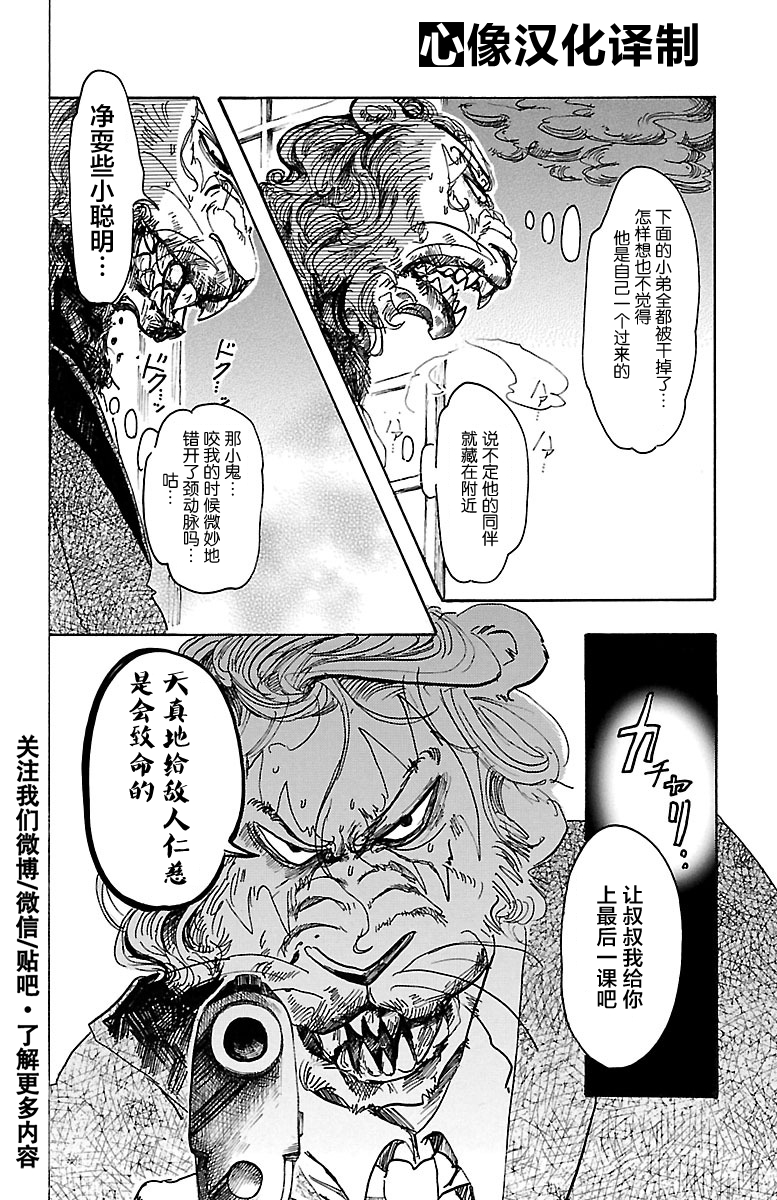 心像汉化译制
下面的小弟全都被干掉了…
怎样想也不觉得
他是自己一个过来的
ハァ…
ハァ…
说不定他的同伴
就藏在附近
净耍些小聪明…
ドク…
ドク…
那小鬼…
咬我的时候微妙地
错开了颈动脉吗…
咕…
カチャリ…
让叔叔我给你
上最后一课吧
天真地给敌人仁慈
是会致命的
关注我们微博/微信/贴吧·了解更多内容